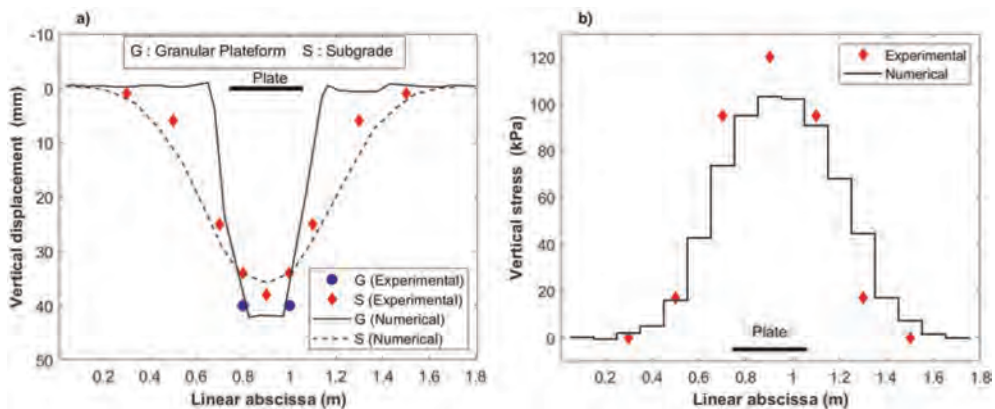 a)
G : Granular Plateform S : Subgrade
Plate
-10
0
10
20
30
40
50
Vertical displacement (mm)
G (Experimental)
S (Experimental)
G (Numerical)
S (Numerical)
0.2 0.4 0.6 0.8 1 1.2 1.4 1.6 1.8
Linear abscissa (m)
b)
Experimental
Numerical
120
100
80
60
40
20
0
Vertical stress (kPa)
Plate
0.2 0.4 0.6 0.8 1 1.2 1.4 1.6 1.8
Linear abscissa (m)